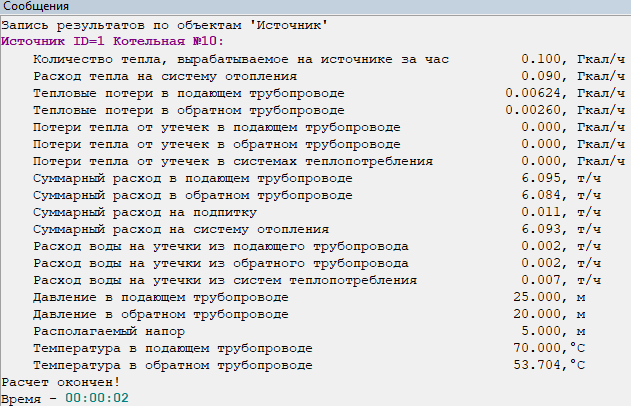 Сообщения
Запись результатов по объектам 'Источник'
Источник ID=1 Котельная №10:
Количество тепла, вырабатываемое на источнике за час 0.100, Гкал/ч
Расход тепла на систему отопления 0.090, Гкал/ч
Тепловые потери в подающем трубопроводе 0.00624, Гкал/ч
Тепловые потери в обратном трубопроводе 0.00260, Гкал/ч
Потери тепла от утечек в подающем трубопроводе 0.000, Гкал/ч
Потери тепла от утечек в обратном трубопроводе 0.000, Гкал/ч
Потери тепла от утечек в системах теплопотребления 0.000, Гкал/ч
Суммарный расход в подающем трубопроводе 6.095, т/ч
Суммарный расход в обратном трубопроводе 6.084, т/ч
Суммарный расход на подпитку 0.011, т/ч
Суммарный расход на систему отопления 6.093, т/ч
Расход воды на утечки из подающего трубопровода 0.002, т/ч
Расход воды на утечки из обратного трубопровода 0.002, т/ч
Расход воды на утечки из систем теплопотребления 0.007, т/ч
Давление в подающем трубопроводе 25.000, м
Давление в обратном трубопроводе 20.000, м
Располагаемый напор 5.000, м
Температура в подающем трубопроводе 70.000,°C
Температура в обратном трубопроводе 53.704,°C
Расчет окончен!
Время - 00:00:02